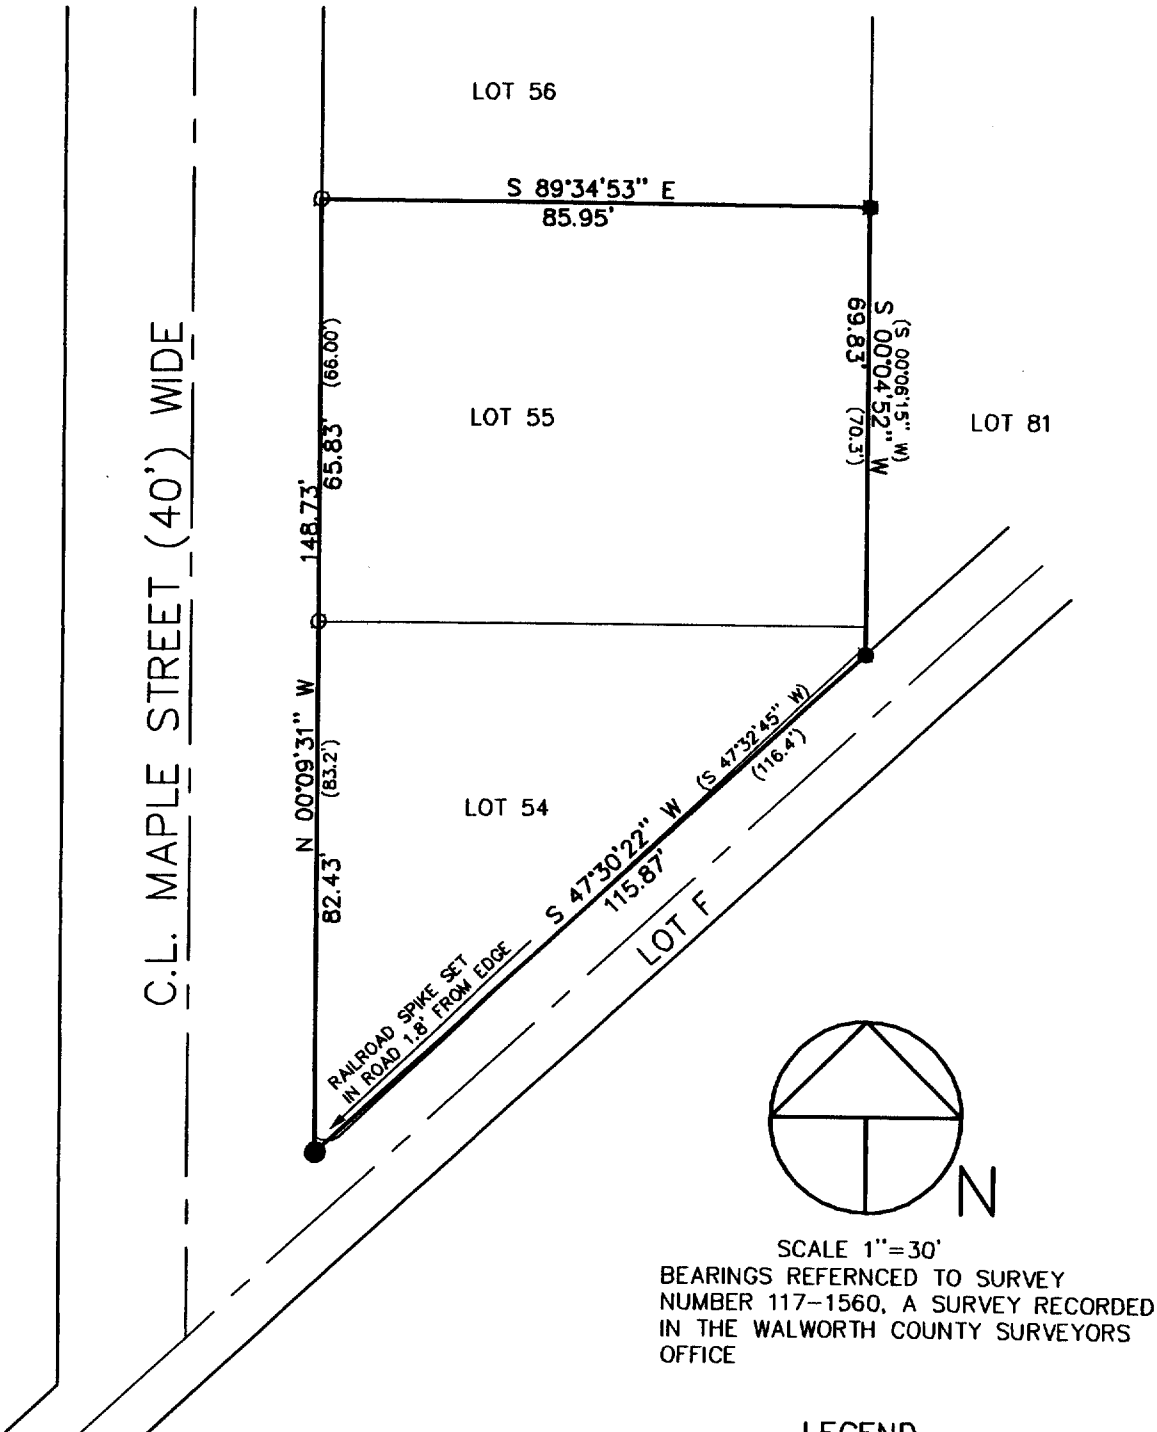 LOT 56
S 89°34'53" E
85.95'
C.L. MAPLE STREET (40') WIDE
(66.00')
65.83'
148.73'
LOT 55
(S 00°06'15" W)
S 00°04'52" W
69.83' (70.3')
LOT 81
N 00°09'31" W
(83.2')
82.43'
LOT 54
(S 47°32'45" W)
(116.4')
S 47°30'22" W
115.87'
LOT F
RAILROAD SPIKE SET
IN ROAD 1.8' FROM EDGE
N
SCALE 1"=30'
BEARINGS REFERNCED TO SURVEY
NUMBER 117-1560, A SURVEY RECORDED
IN THE WALWORTH COUNTY SURVEYORS
OFFICE
LEGEND